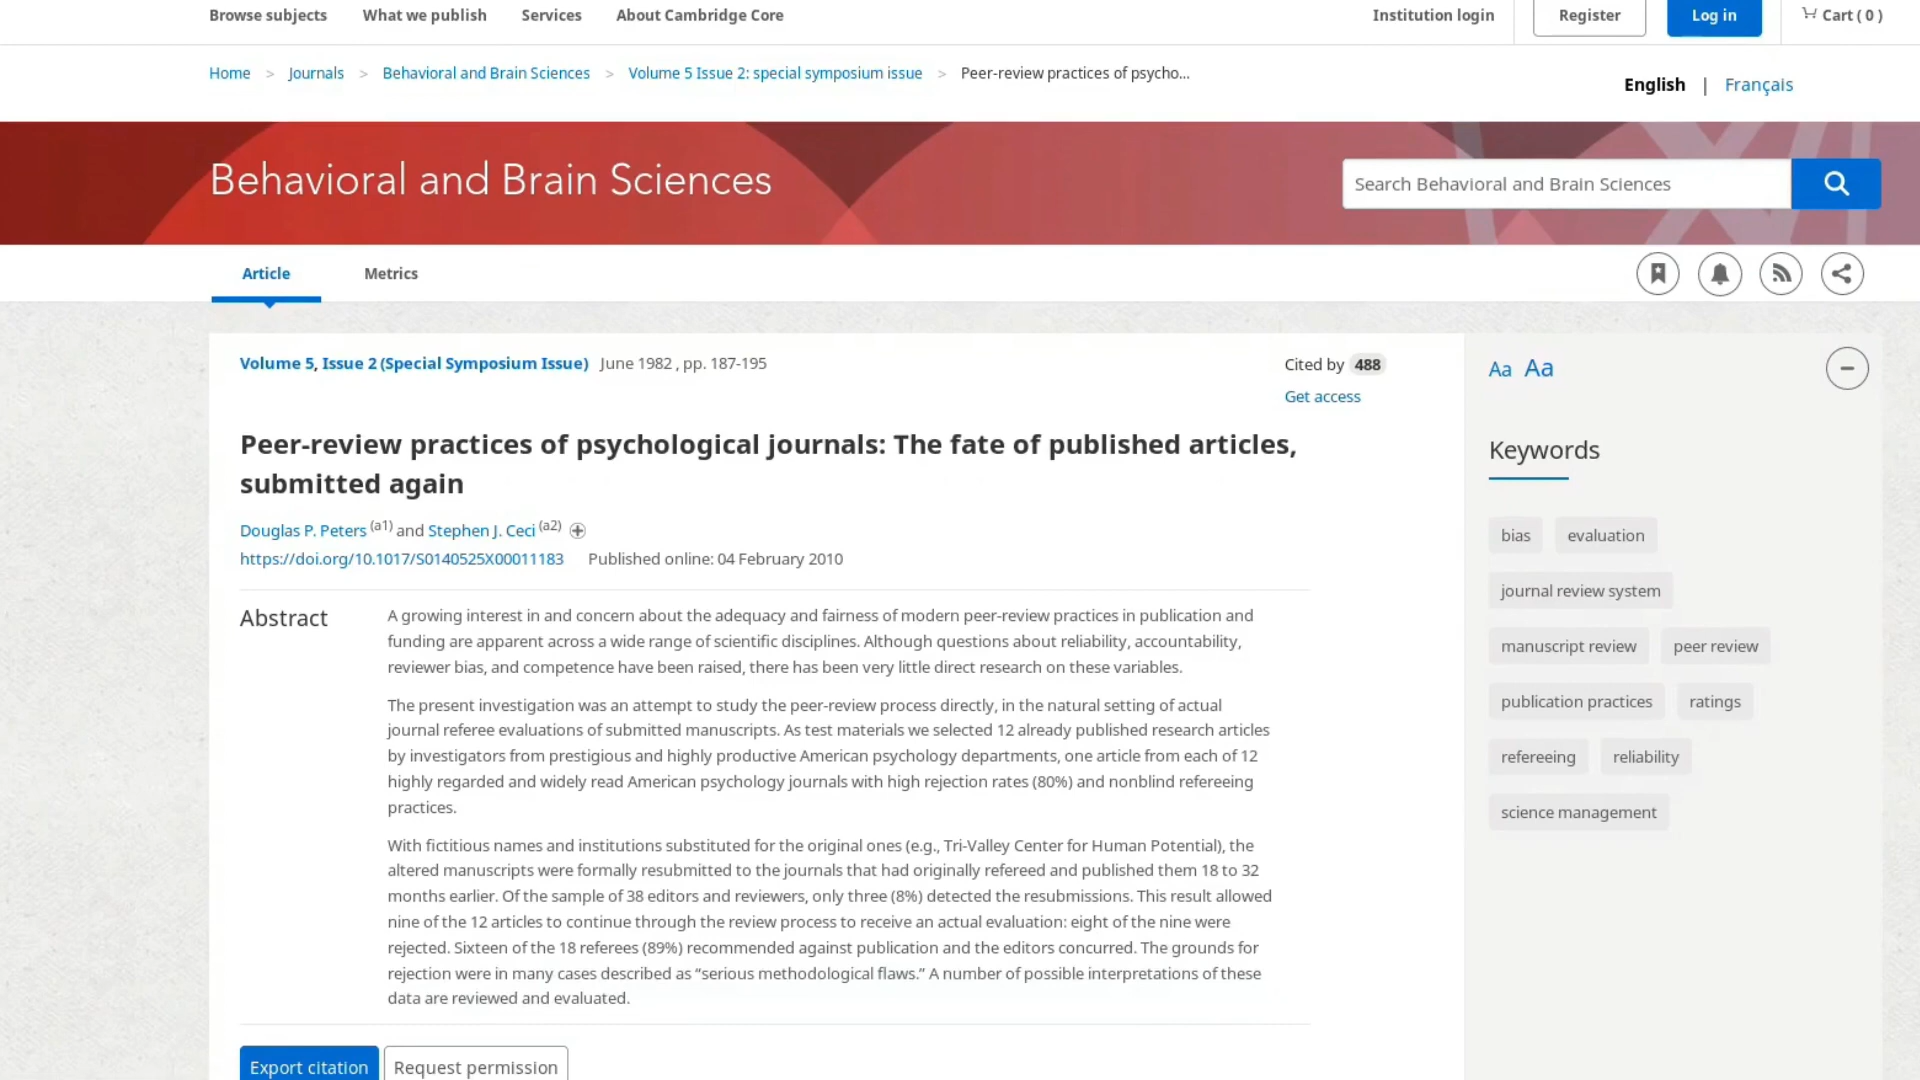 Browse subjects What we publish Services About Cambridge Core Institution login Register Log in Cart ( 0 )
Home > Journals > Behavioral and Brain Sciences > Volume 5 Issue 2: special symposium issue > Peer-review practices of psycho...
English | Français
Behavioral and Brain Sciences
Search Behavioral and Brain Sciences
Article Metrics
Volume 5, Issue 2 (Special Symposium Issue) June 1982 , pp. 187-195
Cited by 488
Get access
Peer-review practices of psychological journals: The fate of published articles,
submitted again
Douglas P. Peters (a1) and Stephen J. Ceci (a2)
https://doi.org/10.1017/S0140525X00011183 Published online: 04 February 2010
Abstract
A growing interest in and concern about the adequacy and fairness of modern peer-review practices in publication and
funding are apparent across a wide range of scientific disciplines. Although questions about reliability, accountability,
reviewer bias, and competence have been raised, there has been very little direct research on these variables.
The present investigation was an attempt to study the peer-review process directly, in the natural setting of actual
journal referee evaluations of submitted manuscripts. As test materials we selected 12 already published research articles
by investigators from prestigious and highly productive American psychology departments, one article from each of 12
highly regarded and widely read American psychology journals with high rejection rates (80%) and nonblind refereeing
practices.
With fictitious names and institutions substituted for the original ones (e.g., Tri-Valley Center for Human Potential), the
altered manuscripts were formally resubmitted to the journals that had originally refereed and published them 18 to 32
months earlier. Of the sample of 38 editors and reviewers, only three (8%) detected the resubmissions. This result allowed
nine of the 12 articles to continue through the review process to receive an actual evaluation: eight of the nine were
rejected. Sixteen of the 18 referees (89%) recommended against publication and the editors concurred. The grounds for
rejection were in many cases described as “serious methodological flaws.” A number of possible interpretations of these
data are reviewed and evaluated.
Export citation Request permission
Aa Aa
Keywords
bias evaluation
journal review system
manuscript review peer review
publication practices ratings
refereeing reliability
science management